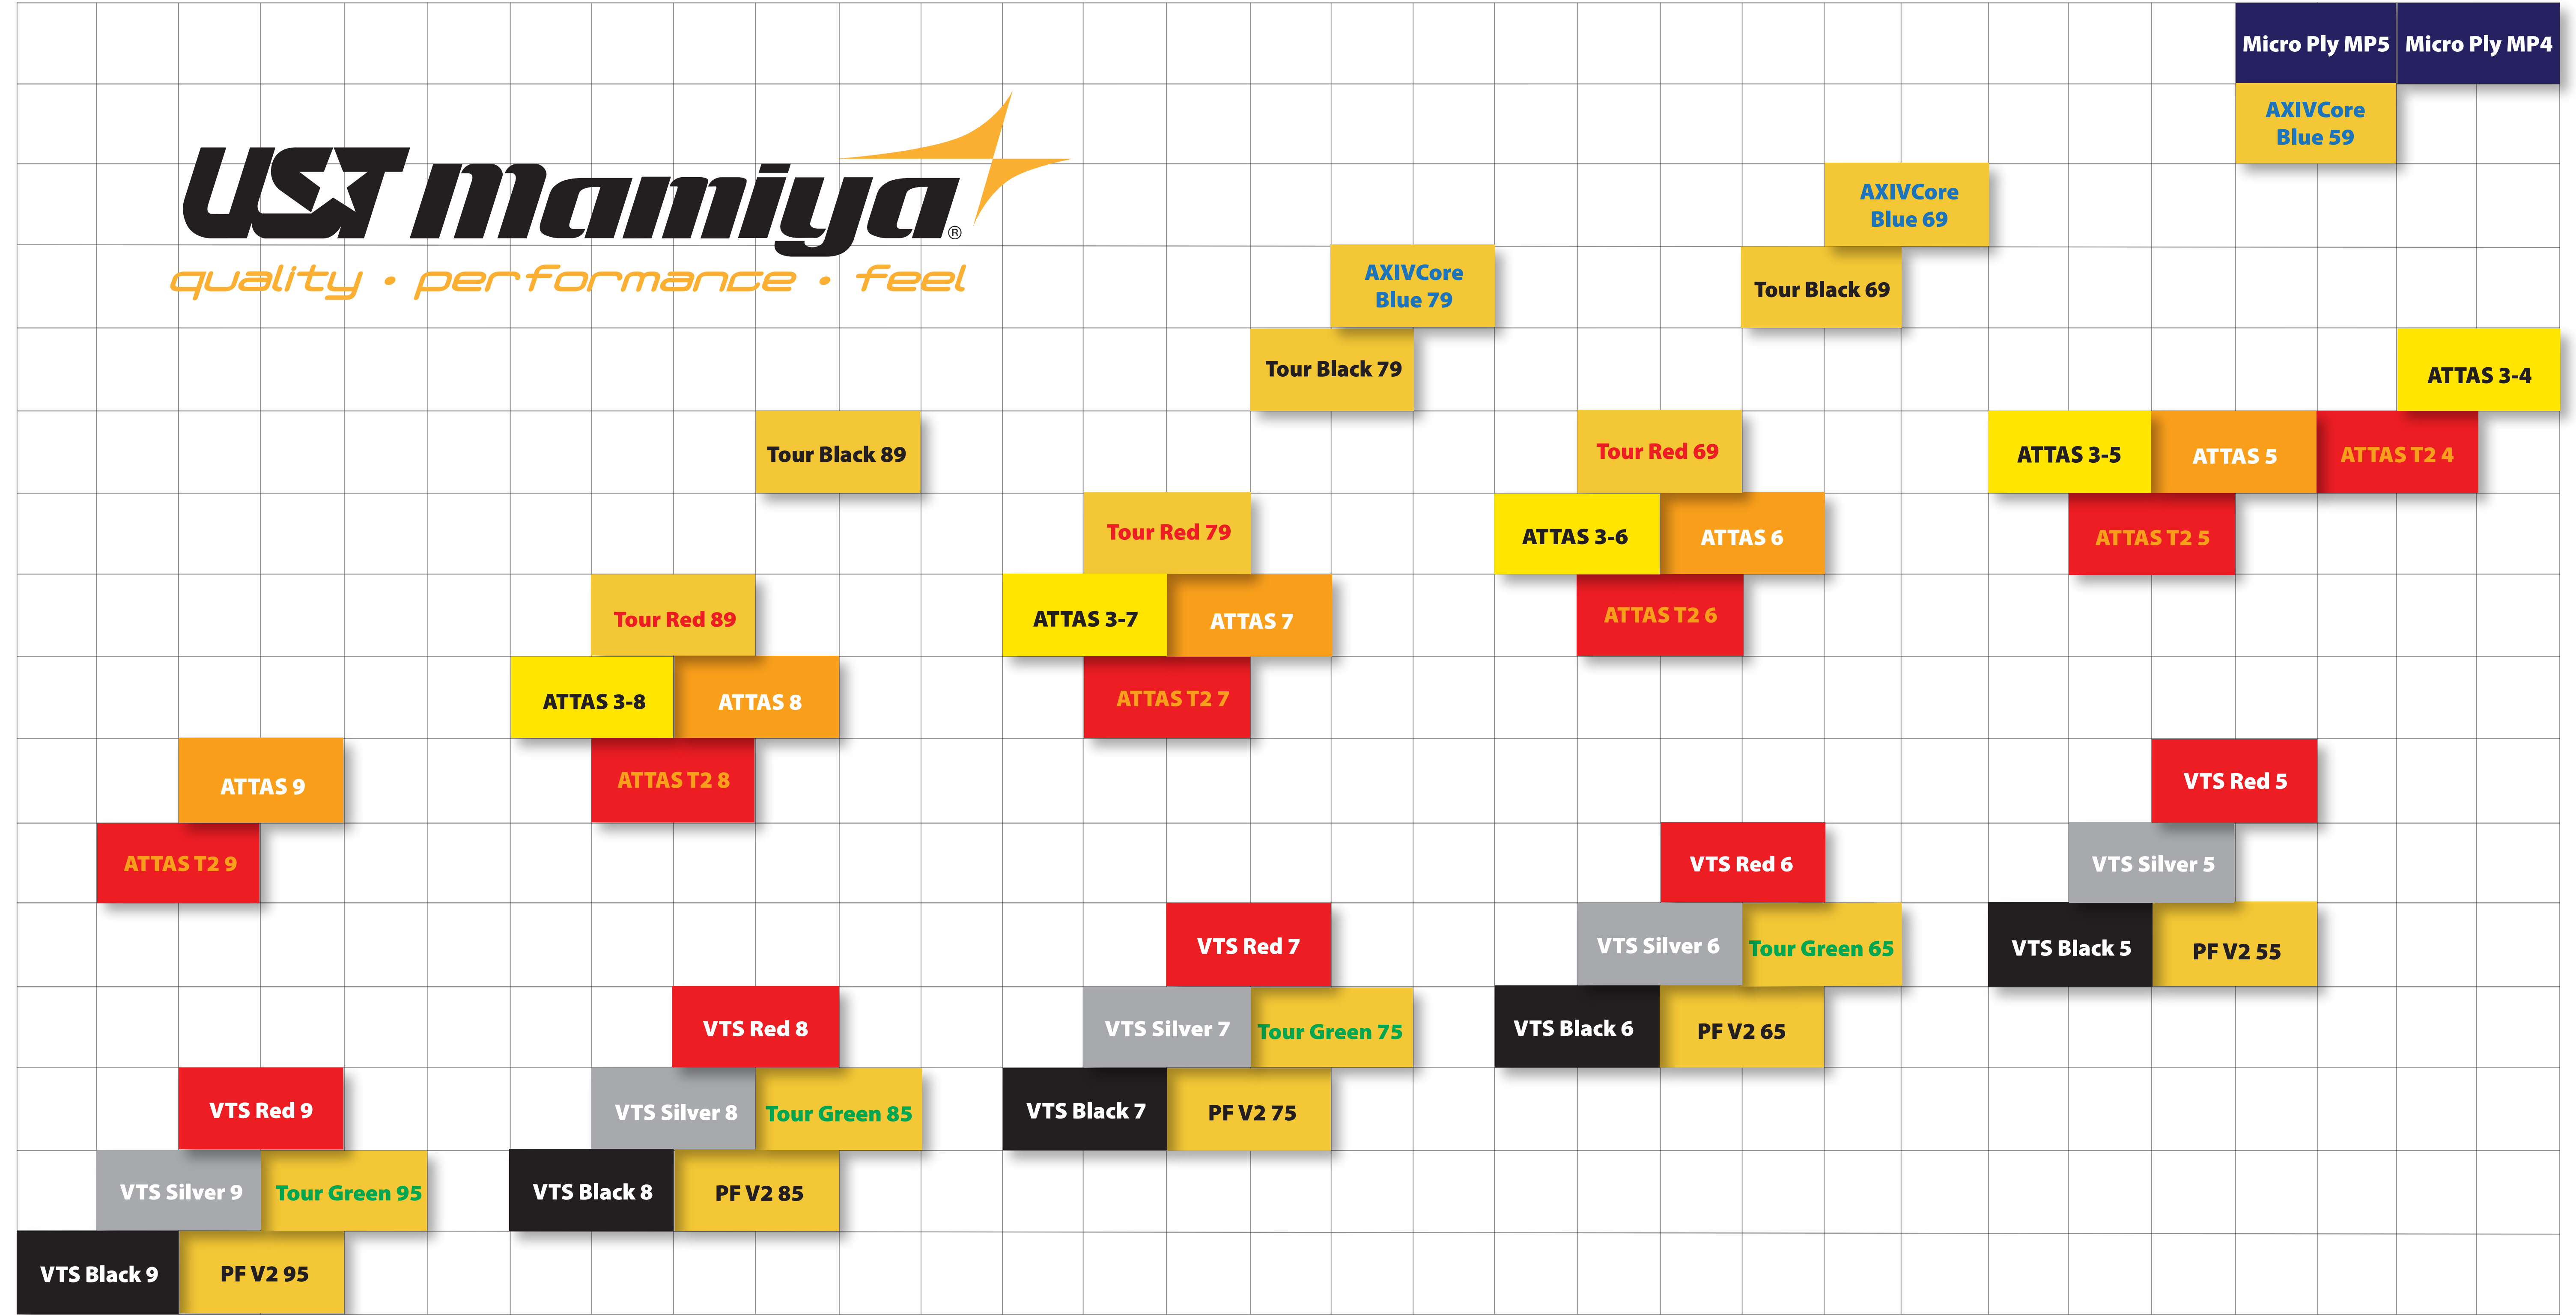 Micro Ply MP5
Micro Ply MP4
AXIVCore
Blue 59
UST Mamiya®
quality • performance • feel
AXIVCore
Blue 69
AXIVCore
Blue 79
Tour Black 69
Tour Black 79
ATTAS 3-4
Tour Black 89
Tour Red 69
ATTAS 3-5
ATTAS 5
ATTAS T2 4
Tour Red 79
ATTAS 3-6
ATTAS 6
ATTAS T2 5
Tour Red 89
ATTAS 3-7
ATTAS 7
ATTAS T2 6
ATTAS 3-8
ATTAS 8
ATTAS T2 7
ATTAS 9
ATTAS T2 8
VTS Red 5
ATTAS T2 9
VTS Red 6
VTS Silver 5
VTS Red 7
VTS Silver 6
Tour Green 65
VTS Black 5
PF V2 55
VTS Red 8
VTS Silver 7
Tour Green 75
VTS Black 6
PF V2 65
VTS Red 9
VTS Silver 8
Tour Green 85
VTS Black 7
PF V2 75
VTS Silver 9
Tour Green 95
VTS Black 8
PF V2 85
VTS Black 9
PF V2 95